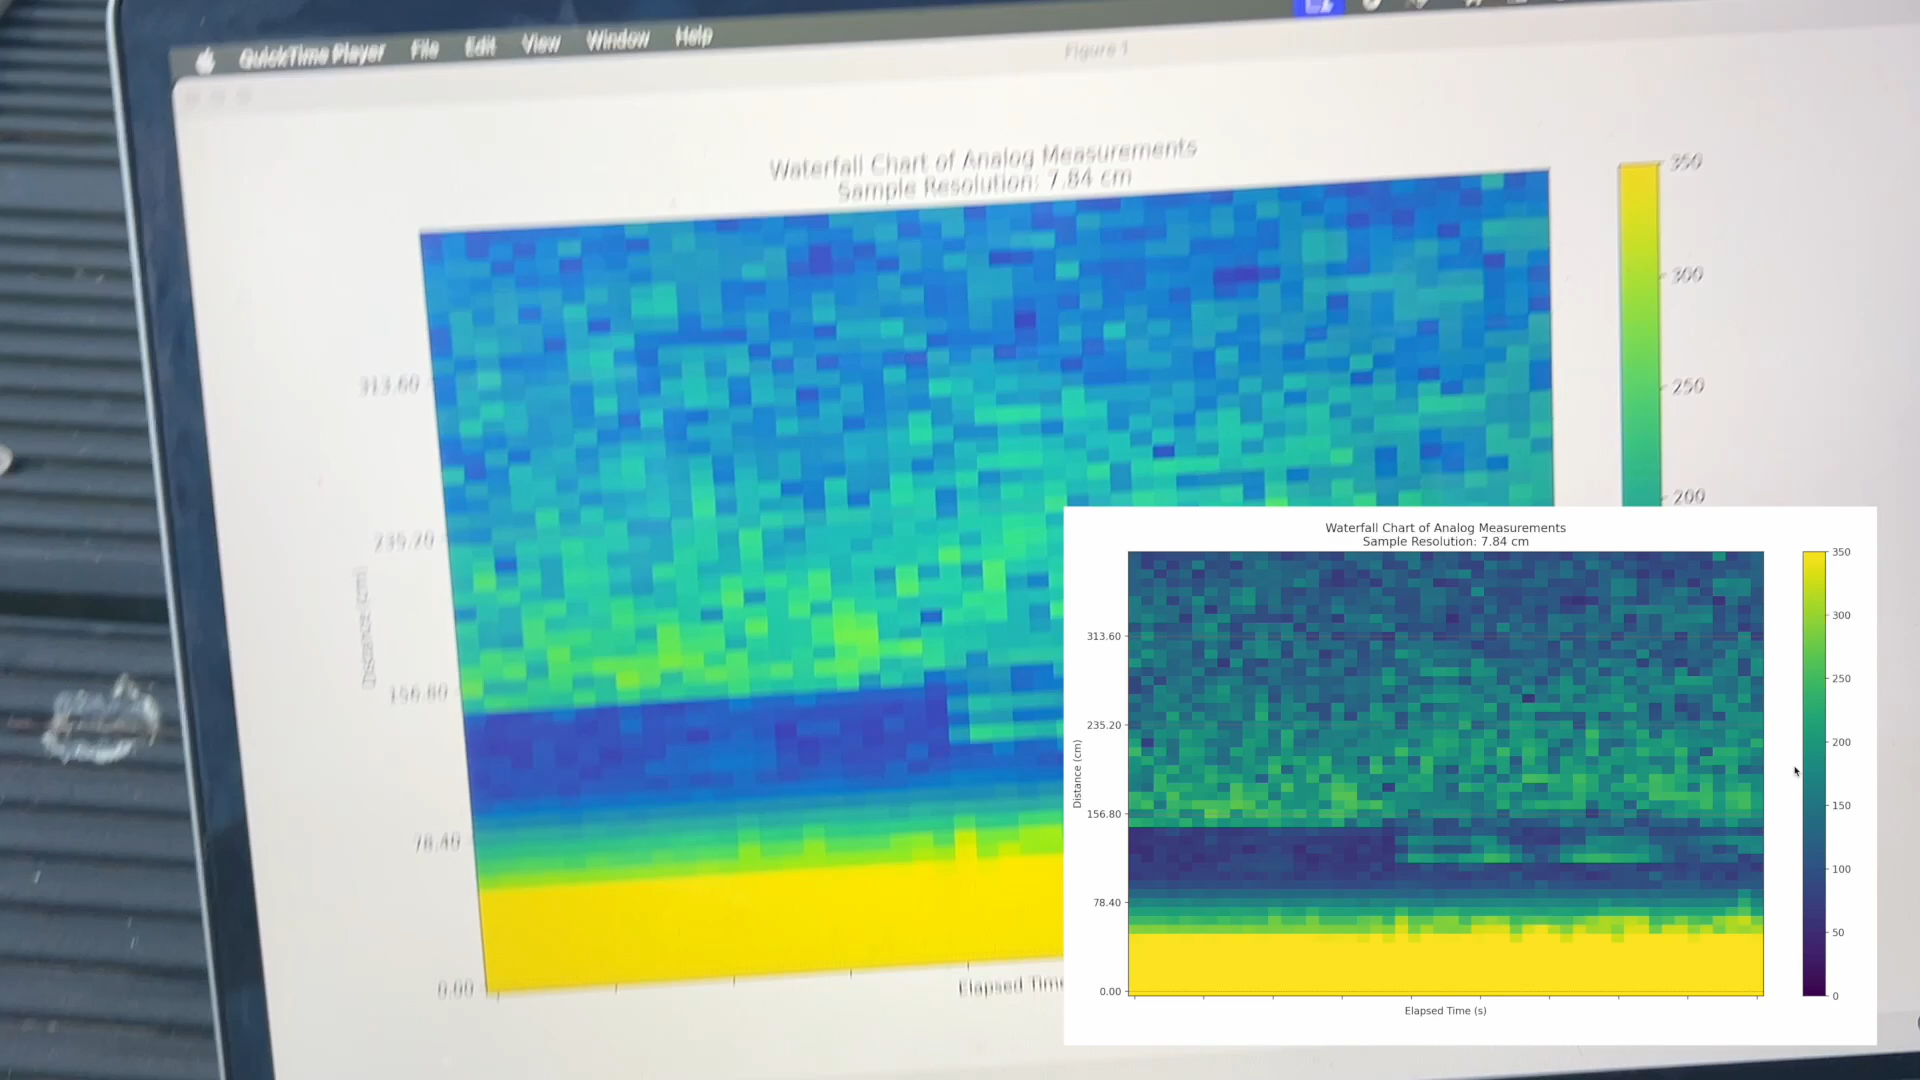 QuickTime Player File Edit View Window Help
Figure 1
Waterfall Chart of Analog Measurements
Sample Resolution: 7.84 cm
350
300
250
200
313.60
235.20
156.80
78.40
0.00
Distance (cm)
Elapsed Time
Waterfall Chart of Analog Measurements
Sample Resolution: 7.84 cm
313.60
235.20
156.80
78.40
0.00
Distance (cm)
Elapsed Time (s)
350
300
250
200
150
100
50
0